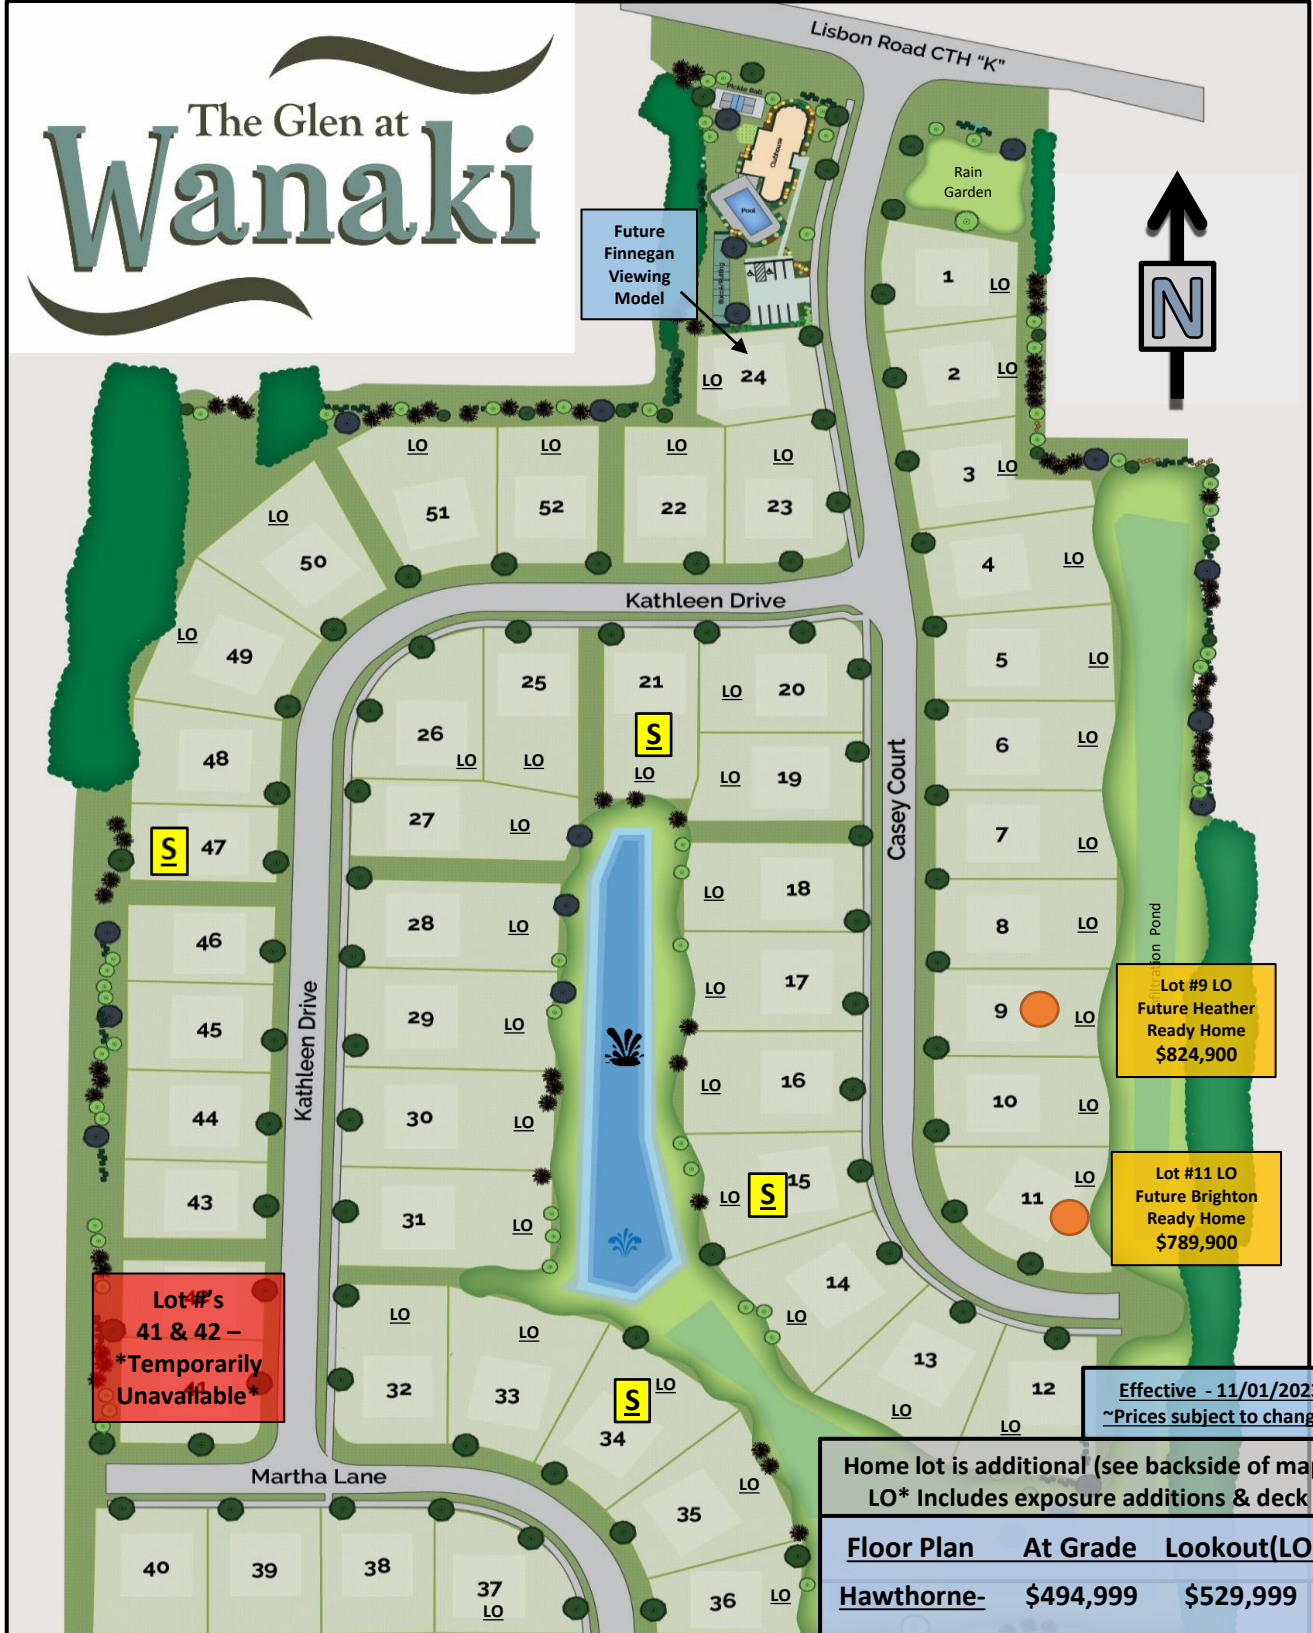 The Glen at
Wanaki
Lisbon Road CTH "K"
Pickle Ball
Clubhouse
Pool
Rain
Garden
Future
Finnegan
Viewing
Model
N
1 LO
2 LO
LO 24
3 LO
LO
51
LO
52
LO
22
LO
23
LO
50
4 LO
Kathleen Drive
LO
49
5 LO
25
LO
21
S
LO
LO 20
26
LO
6 LO
48
LO 19
Casey Court
27 LO
7 LO
S 47
LO 18
28 LO
8 LO
46
Pond
LO 17
Lot #9 LO
Future Heather
Ready Home
$824,900
9 LO
45
29 LO
Kathleen Drive
LO 16
10 LO
44
30 LO
LO S 15
11 LO
Lot #11 LO
Future Brighton
Ready Home
$789,900
43
31 LO
14
LO
Lot #'s
41 & 42 –
*Temporarily
Unavailable*
42
41
LO
32
LO
33
S LO
34
13
LO
12
LO
Effective - 11/01/202
~Prices subject to chang
Martha Lane
Home lot is additional (see backside of ma
LO* Includes exposure additions & deck
35 LO
Floor Plan At Grade Lookout(LO
Hawthorne- $494,999 $529,999
40
39
38
37
LO
36 LO